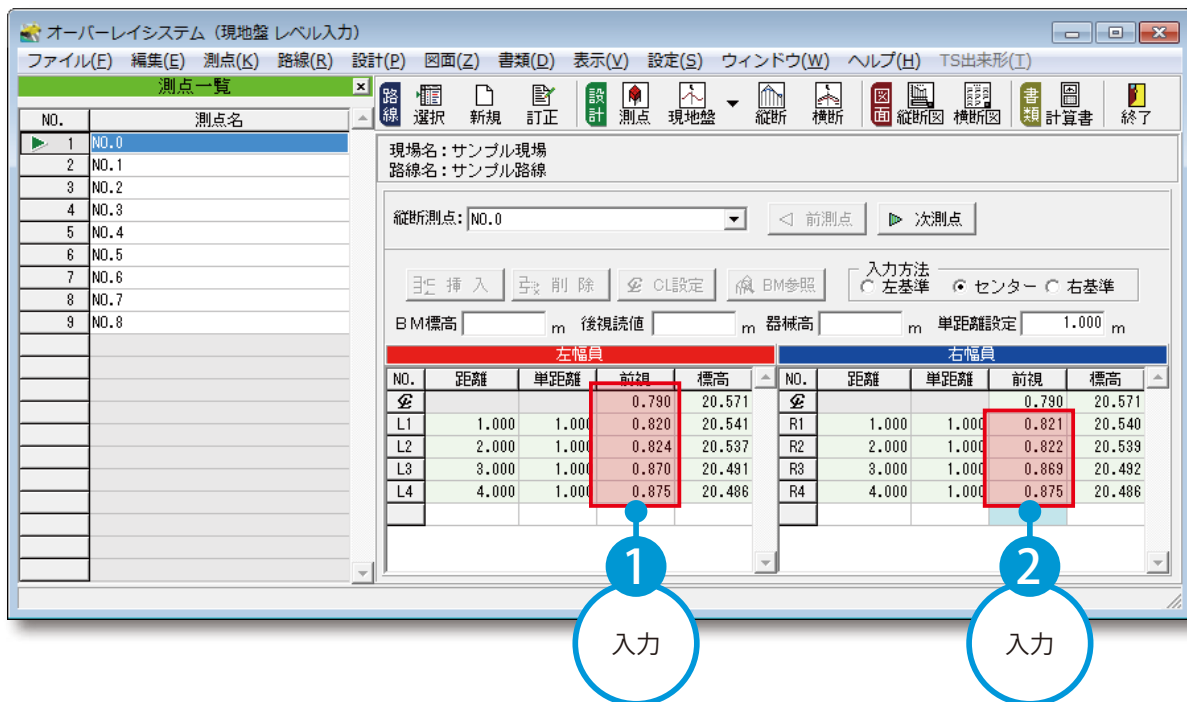 オーバーレイシステム（現地盤 レベル入力）
ファイル(F) 編集(E) 測点(K) 路線(R) 設計(P) 図面(Z) 書類(D) 表示(V) 設定(S) ウィンドウ(W) ヘルプ(H) TS出来形(T)
測点一覧
NO. 測点名
1 NO.0
2 NO.1
3 NO.2
4 NO.3
5 NO.4
6 NO.5
7 NO.6
8 NO.7
9 NO.8
路線 選択 新規 訂正 設計 測点 現地盤 縦断 横断 図面 縦断図 横断図 書類 計算書 終了
現場名：サンプル現場
路線名：サンプル路線
縦断測点： NO.0 前測点 次測点
挿 入 削 除 CL設定 BM参照 入力方法 左基準 センター 右基準
ＢＭ標高 m 後視読値 m 器械高 m 単距離設定 1.000 m
左幅員 右幅員
NO. 距離 単距離 前視 標高 NO. 距離 単距離 前視 標高
℄ 0.790 20.571 ℄ 0.790 20.571
L1 1.000 1.000 0.820 20.541 R1 1.000 1.000 0.821 20.540
L2 2.000 1.000 0.824 20.537 R2 2.000 1.000 0.822 20.539
L3 3.000 1.000 0.870 20.491 R3 3.000 1.000 0.869 20.492
L4 4.000 1.000 0.875 20.486 R4 4.000 1.000 0.875 20.486
1 2
入力 入力